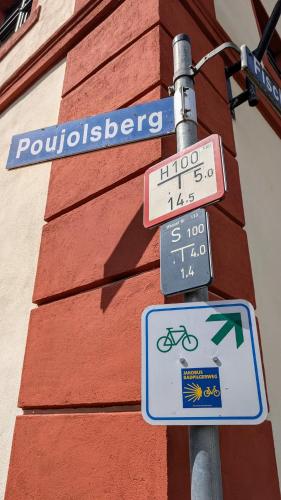 Poujolsberg
H100
5.0
14.5
S 100
4.0
1.4
JAKOBUS
RADPILGERWEG